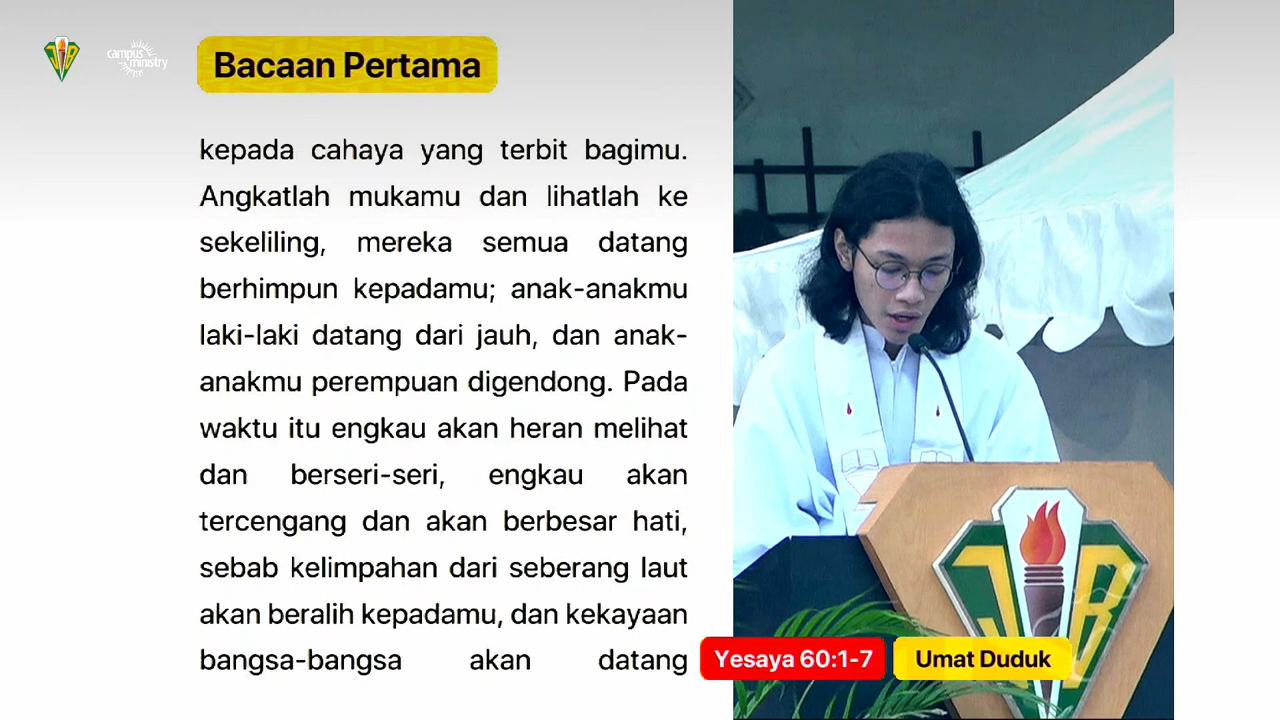 campus
ministry
Bacaan Pertama
kepada cahaya yang terbit bagimu.
Angkatlah mukamu dan lihatlah ke
sekeliling, mereka semua datang
berhimpun kepadamu; anak-anakmu
laki-laki datang dari jauh, dan anak-
anakmu perempuan digendong. Pada
waktu itu engkau akan heran melihat
dan berseri-seri, engkau akan
tercengang dan akan berbesar hati,
sebab kelimpahan dari seberang laut
akan beralih kepadamu, dan kekayaan
bangsa-bangsa akan datang
Yesaya 60:1-7
Umat Duduk
JB